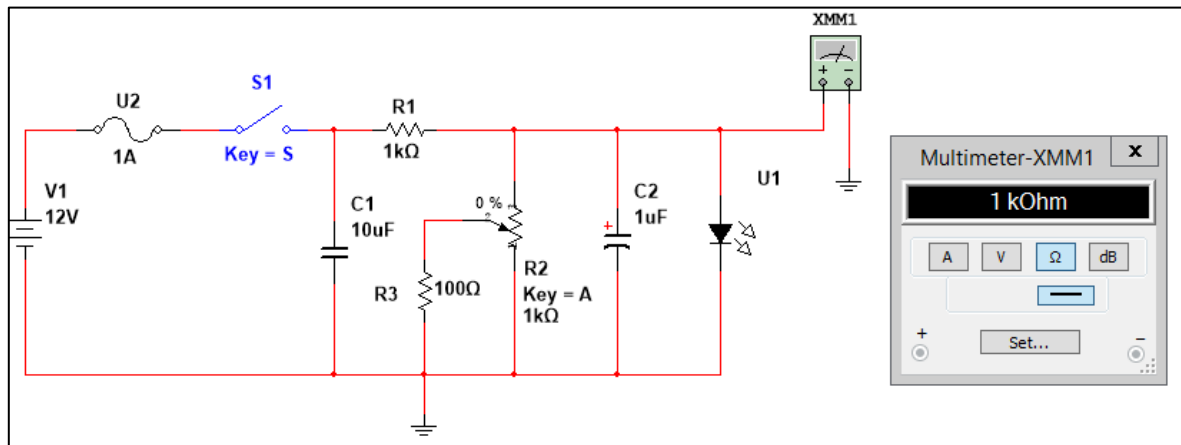 XMM1
+ −
S1
U2
R1
Key = S
1kΩ
1A
Multimeter-XMM1 x
1 kOhm
A V Ω dB
+ Set... −
V1
12V
C1
10uF
0 %
2
R2
Key = A
1kΩ
R3
100Ω
C2
1uF
+
U1